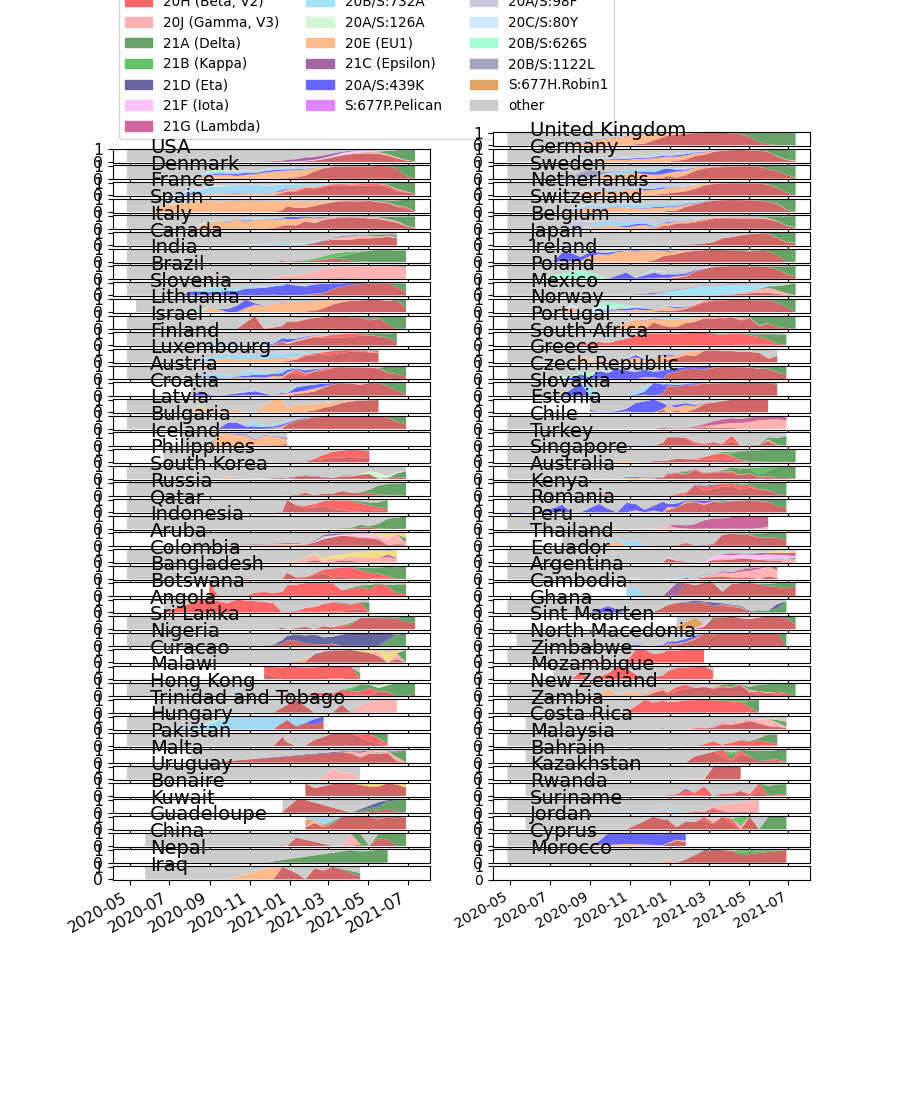 20H (Beta, V2)
20J (Gamma, V3)
21A (Delta)
21B (Kappa)
21D (Eta)
21F (Iota)
21G (Lambda)
20B/S:732A
20A/S:126A
20E (EU1)
21C (Epsilon)
20A/S:439K
S:677P.Pelican
20A/S:98F
20C/S:80Y
20B/S:626S
20B/S:1122L
S:677H.Robin1
other
USA
Denmark
France
Spain
Italy
Canada
India
Brazil
Slovenia
Lithuania
Israel
Finland
Luxembourg
Austria
Croatia
Latvia
Bulgaria
Iceland
Philippines
South Korea
Russia
Qatar
Indonesia
Aruba
Colombia
Bangladesh
Botswana
Angola
Sri Lanka
Nigeria
Curacao
Malawi
Hong Kong
Trinidad and Tobago
Hungary
Pakistan
Malta
Uruguay
Bonaire
Kuwait
Guadeloupe
China
Nepal
Iraq
2020-05
2020-07
2020-09
2020-11
2021-01
2021-03
2021-05
2021-07
United Kingdom
Germany
Sweden
Netherlands
Switzerland
Belgium
Japan
Ireland
Poland
Mexico
Norway
Portugal
South Africa
Greece
Czech Republic
Slovakia
Estonia
Chile
Turkey
Singapore
Australia
Kenya
Romania
Peru
Thailand
Ecuador
Argentina
Cambodia
Ghana
Sint Maarten
North Macedonia
Zimbabwe
Mozambique
New Zealand
Zambia
Costa Rica
Malaysia
Bahrain
Kazakhstan
Rwanda
Suriname
Jordan
Cyprus
Morocco
2020-05
2020-07
2020-09
2020-11
2021-01
2021-03
2021-05
2021-07